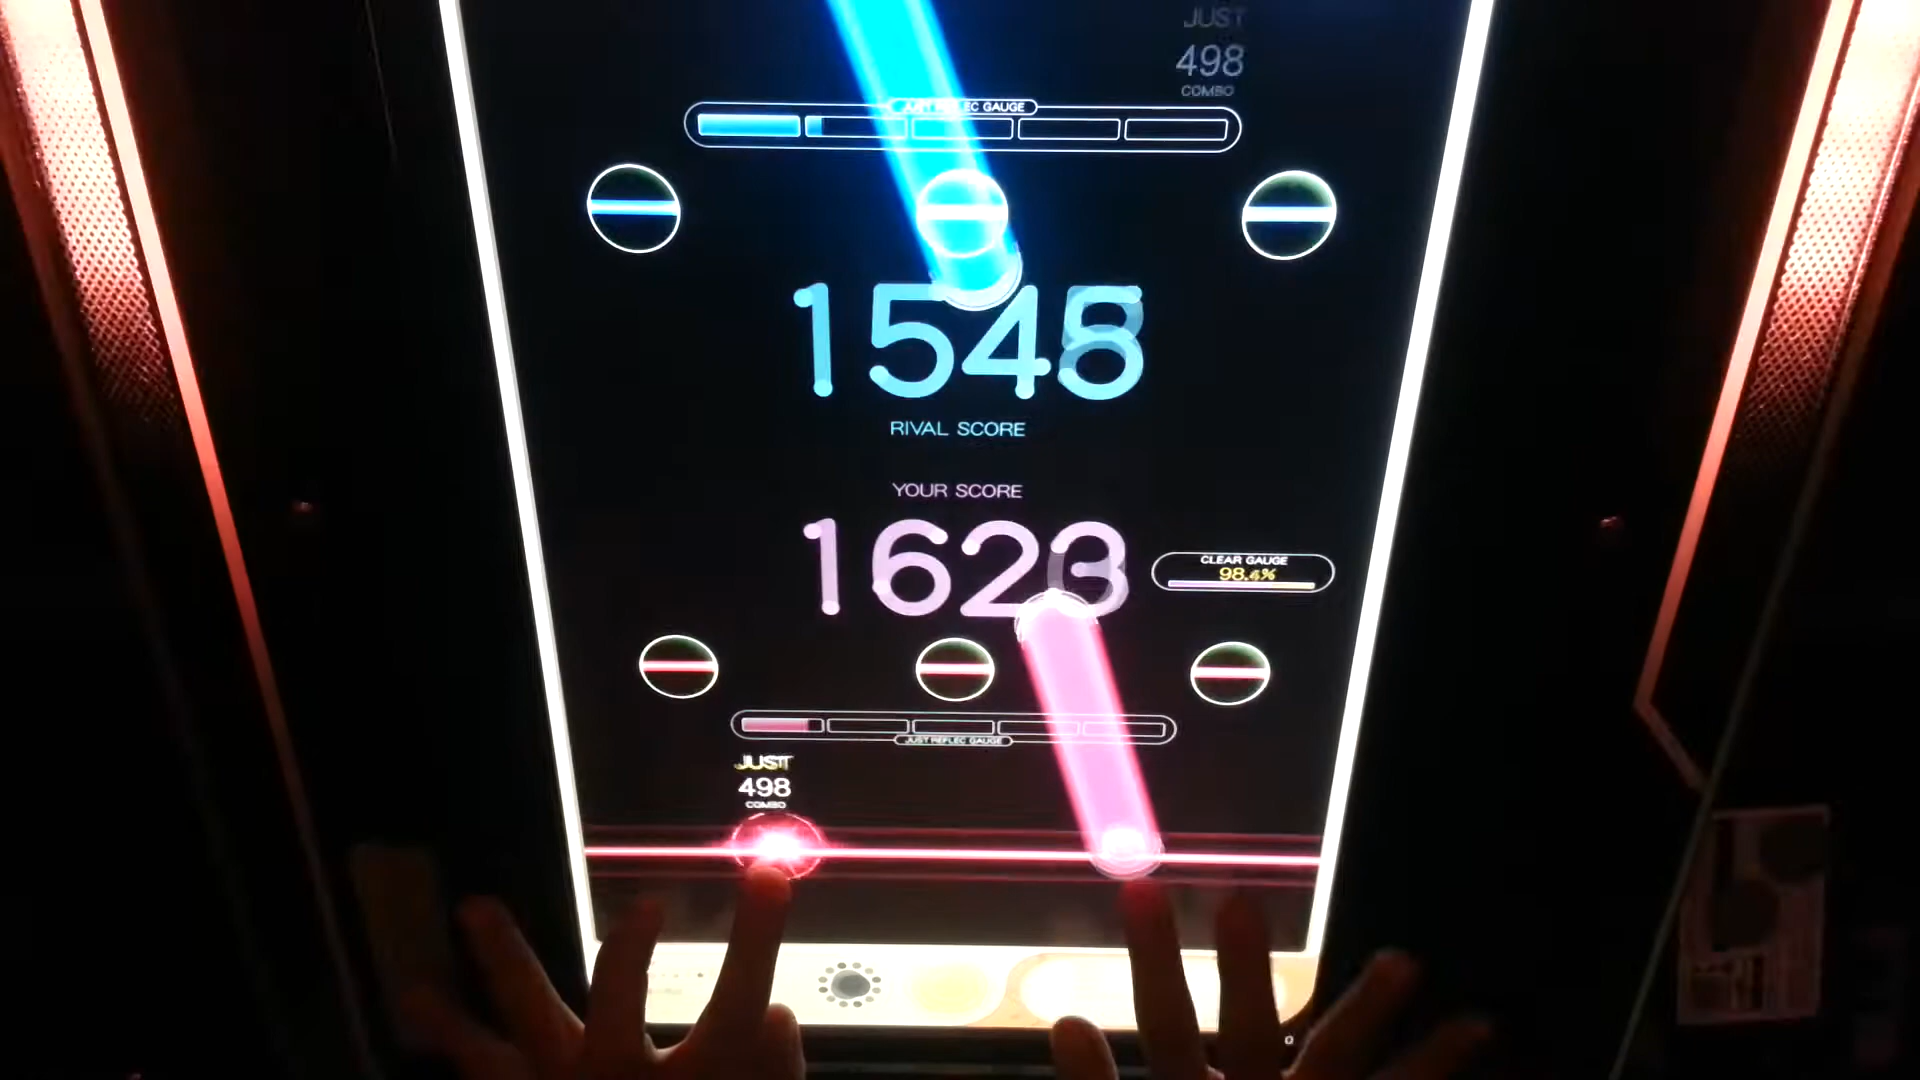 JUST
498
COMBO
JUST REFLEC GAUGE
1548
RIVAL SCORE
YOUR SCORE
1623
CLEAR GAUGE
98.4%
JUST REFLEC GAUGE
JUST
498
COMBO